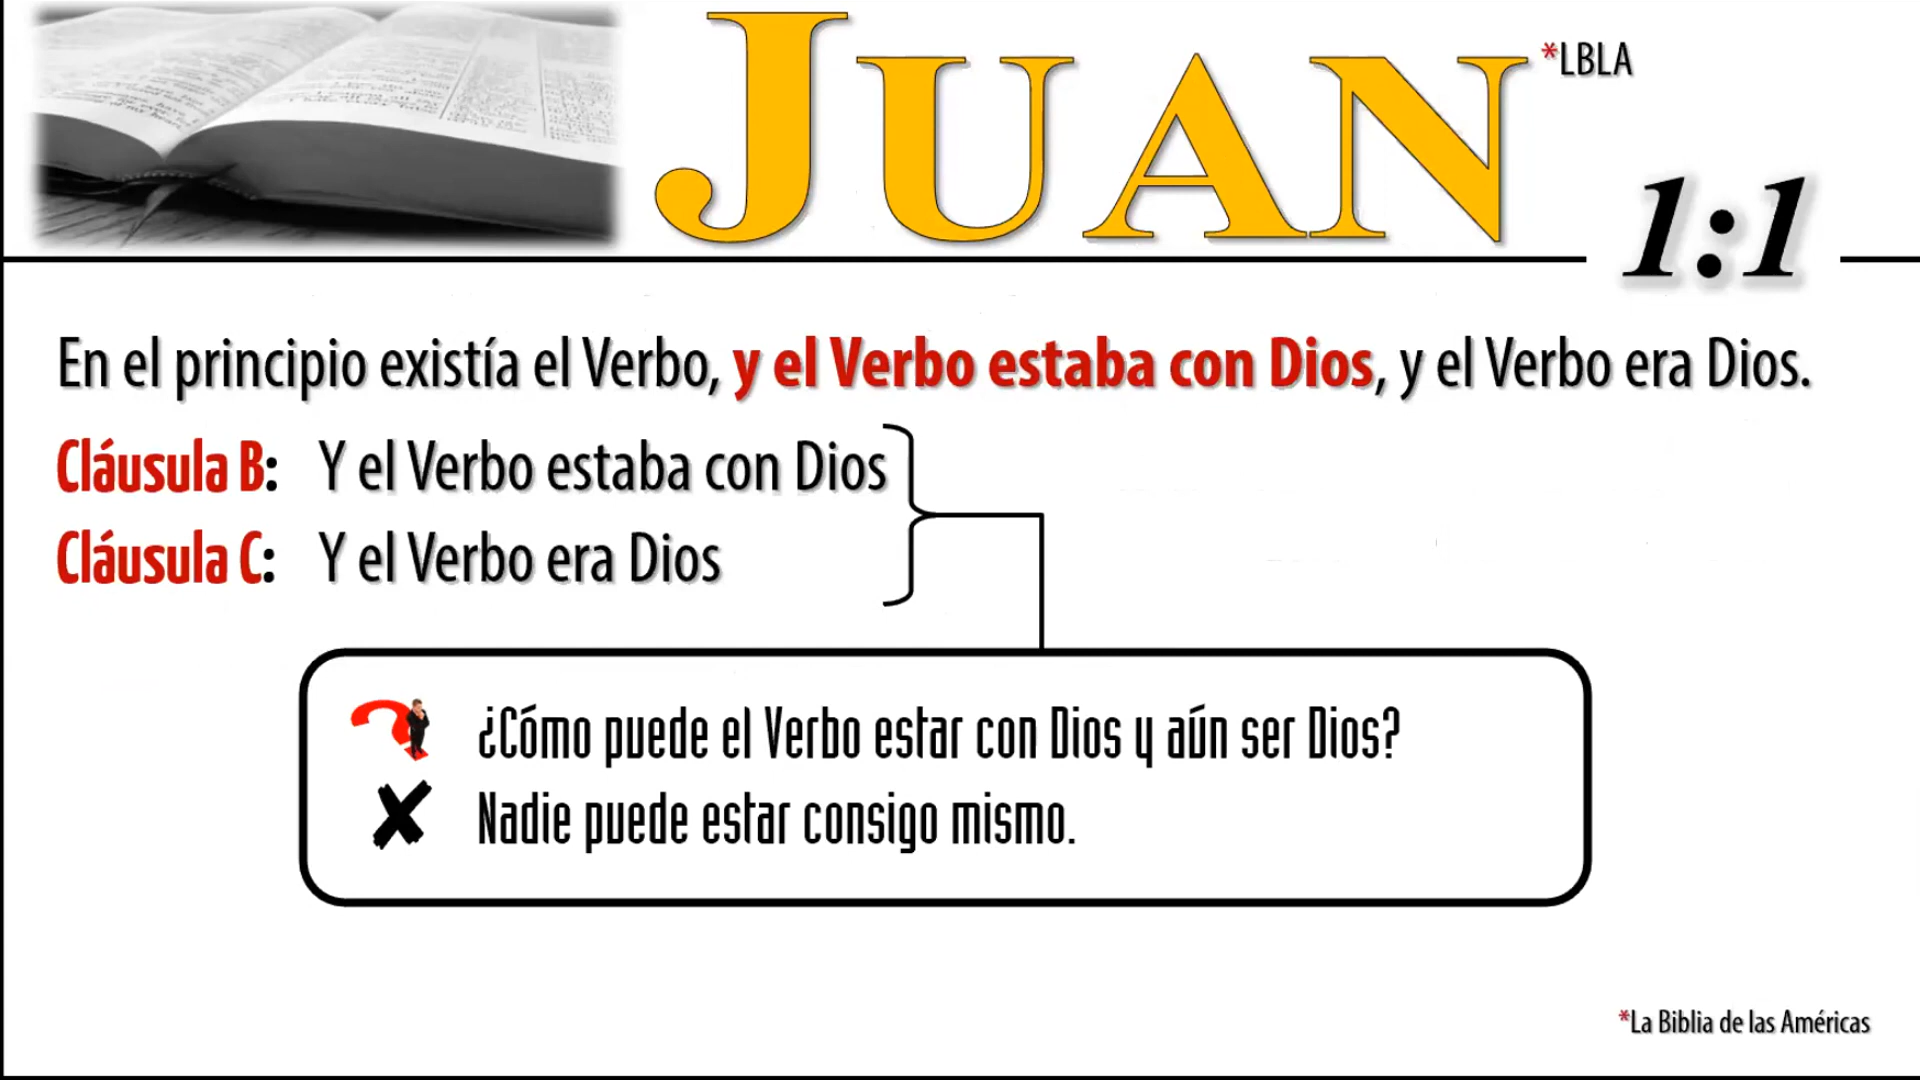 JUAN
*LBLA
1:1
En el principio existía el Verbo, y el Verbo estaba con Dios, y el Verbo era Dios.
Cláusula B: Y el Verbo estaba con Dios
Cláusula C: Y el Verbo era Dios
¿Cómo puede el Verbo estar con Dios y aún ser Dios?
Nadie puede estar consigo mismo.
*La Biblia de las Américas